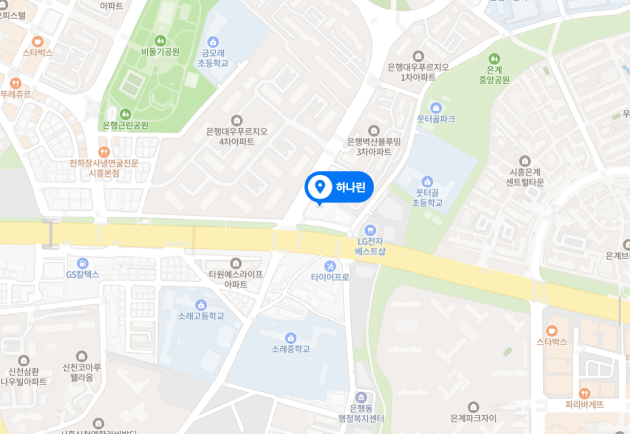 오피스텔
아파트
스타벅스
비둘기공원
금모래
초등학교
뚜레쥬르
은행근린공원
은행대우푸르지오
1차아파트
은계
중앙공원
웃터골파크
은행대우푸르지오
4차아파트
은행벽산블루밍
3차아파트
천하장사냉면굴전문
시흥본점
시흥은계
센트럴타운
하나린
웃터골
초등학교
LG전자
베스트샵
은계브
GS칼텍스
타원에스라이프
아파트
타이어프로
소래고등학교
소래중학교
스타벅스
신천삼환
나우빌아파트
신천코아루
웰라움
은행동
행정복지센터
은계파크자이
파리바게뜨